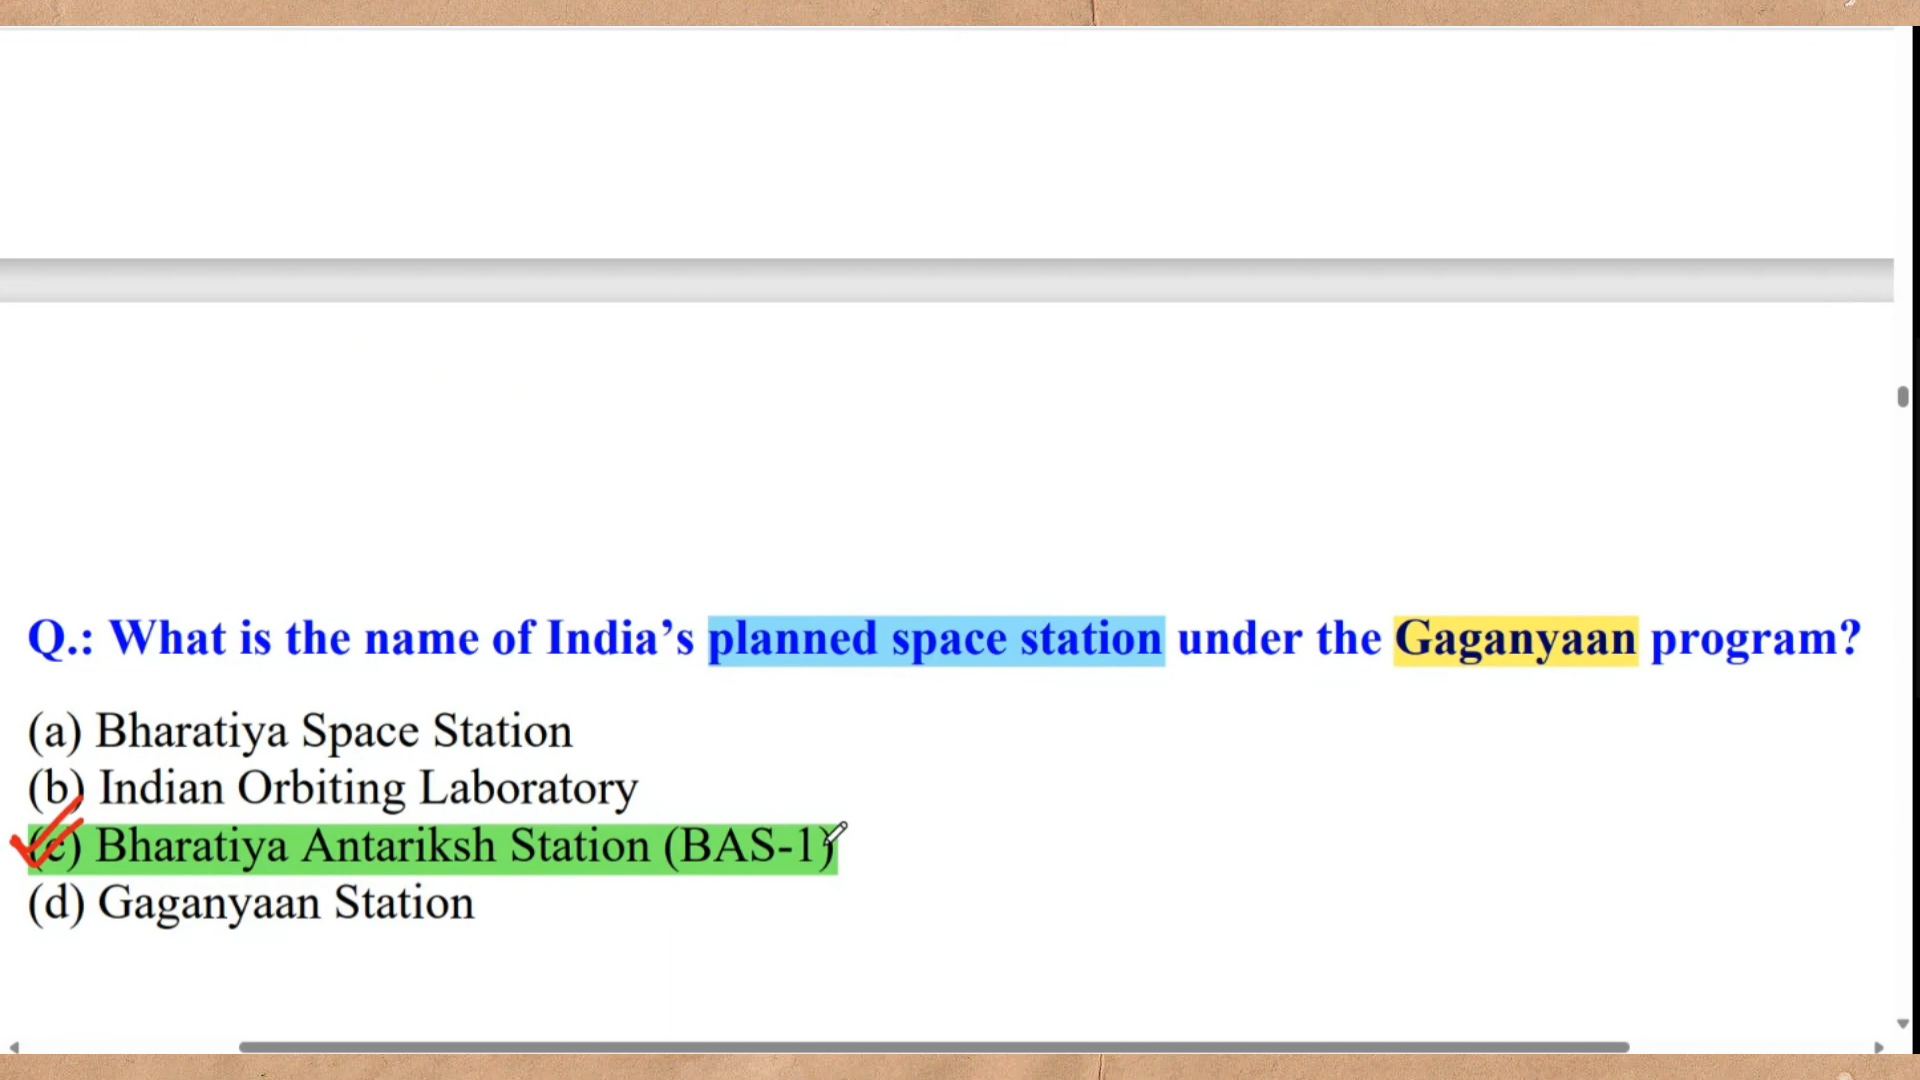 Q.: What is the name of India’s planned space station under the Gaganyaan program?
(a) Bharatiya Space Station
(b) Indian Orbiting Laboratory
(c) Bharatiya Antariksh Station (BAS-1)
(d) Gaganyaan Station